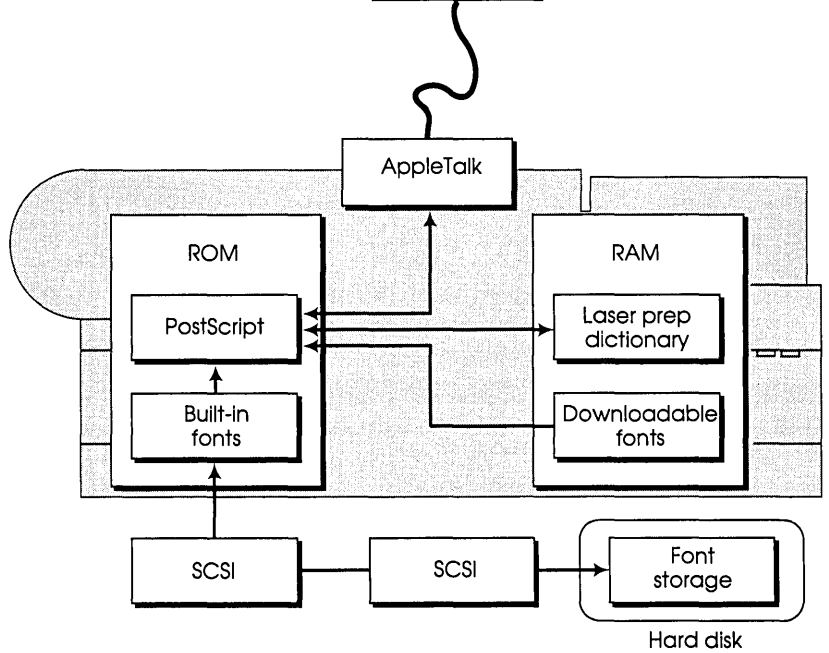 AppleTalk
ROM
RAM
PostScript
Laser prep
dictionary
Built-in
fonts
Downloadable
fonts
SCSI
SCSI
Font
storage
Hard disk